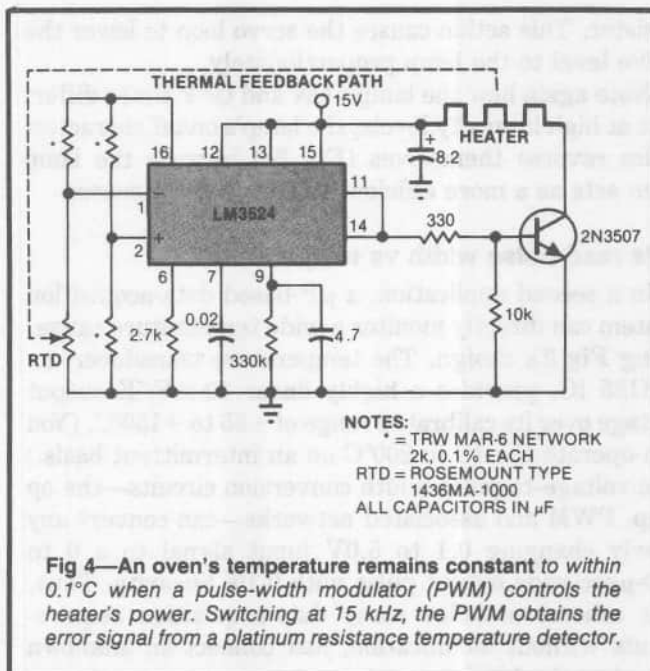 THERMAL FEEDBACK PATH
15V
HEATER
16 12 13 15
8.2
1
LM3524
11
14
330
2N3507
2
6 7 9
0.02
2.7k
330k
4.7
10k
RTD
NOTES:
* = TRW MAR-6 NETWORK
2k, 0.1% EACH
RTD = ROSEMOUNT TYPE
1436MA-1000
ALL CAPACITORS IN μF
Fig 4—An oven's temperature remains constant to within
0.1°C when a pulse-width modulator (PWM) controls the
heater's power. Switching at 15 kHz, the PWM obtains the
error signal from a platinum resistance temperature detector.